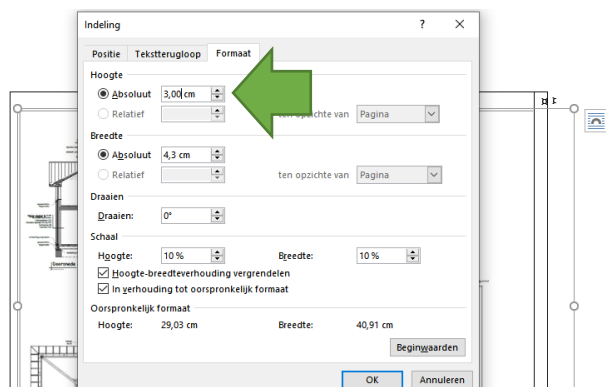 Indeling ? ×
Positie Tekstterugloop Formaat
Hoogte
Absoluut 3,00 cm
Relatief ten opzichte van Pagina
Breedte
Absoluut 4,3 cm
Relatief ten opzichte van Pagina
Draaien
Draaien: 0°
Schaal
Hoogte: 10 % Breedte: 10 %
Hoogte-breedteverhouding vergrendelen
In verhouding tot oorspronkelijk formaat
Oorspronkelijk formaat
Hoogte: 29,03 cm Breedte: 40,91 cm
Beginwaarden
OK Annuleren
Doorsnede